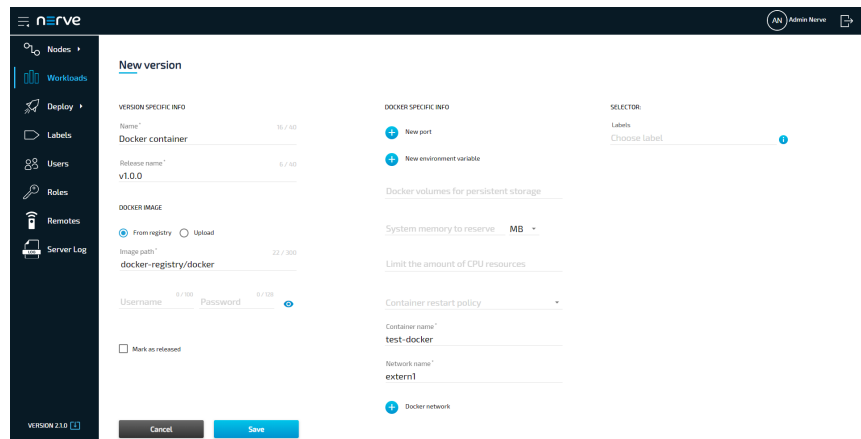 nerve
AN Admin Nerve
Nodes
Workloads
Deploy
Labels
Users
Roles
Remotes
LOG Server Log
VERSION 2.1.0
New version
VERSION SPECIFIC INFO
Name* 16 / 40
Docker container
Release name* 6 / 40
v1.0.0
DOCKER IMAGE
From registry Upload
Image path* 22 / 300
docker-registry/docker
0 / 100 0 / 128
Username Password
Mark as released
Cancel Save
DOCKER SPECIFIC INFO
New port
New environment variable
Docker volumes for persistent storage
System memory to reserve MB
Limit the amount of CPU resources
Container restart policy
Container name*
test-docker
Network name*
extern1
Docker network
SELECTOR:
Labels
Choose label